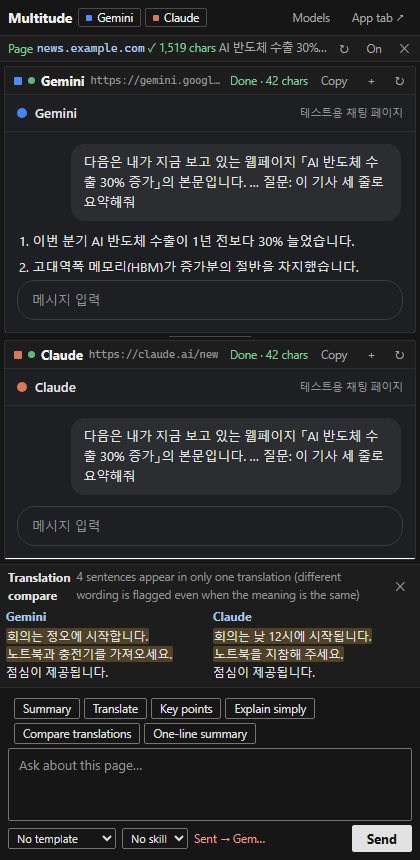 Multitude Gemini Claude Models App tab ↗
Page news.example.com ✓ 1,519 chars AI 반도체 수출 30%... ↻ On ×
Gemini https://gemini.googl... Done · 42 chars Copy + ↻
Gemini 테스트용 채팅 페이지
다음은 내가 지금 보고 있는 웹페이지 「AI 반도체 수
출 30% 증가」의 본문입니다. ... 질문: 이 기사 세 줄로
요약해줘
1. 이번 분기 AI 반도체 수출이 1년 전보다 30% 늘었습니다.
2. 고대역폭 메모리(HBM)가 증가분의 절반을 차지했습니다.
메시지 입력
Claude https://claude.ai/new Done · 42 chars Copy + ↻
Claude 테스트용 채팅 페이지
다음은 내가 지금 보고 있는 웹페이지 「AI 반도체 수
출 30% 증가」의 본문입니다. ... 질문: 이 기사 세 줄로
요약해줘
메시지 입력
Translation compare
4 sentences appear in only one translation (different
wording is flagged even when the meaning is the same) ×
Gemini
회의는 정오에 시작합니다.
노트북과 충전기를 가져오세요.
점심이 제공됩니다.
Claude
회의는 낮 12시에 시작됩니다.
노트북을 지참해 주세요.
점심이 제공됩니다.
Summary Translate Key points Explain simply
Compare translations One-line summary
Ask about this page...
No template No skill Sent → Gem... Send